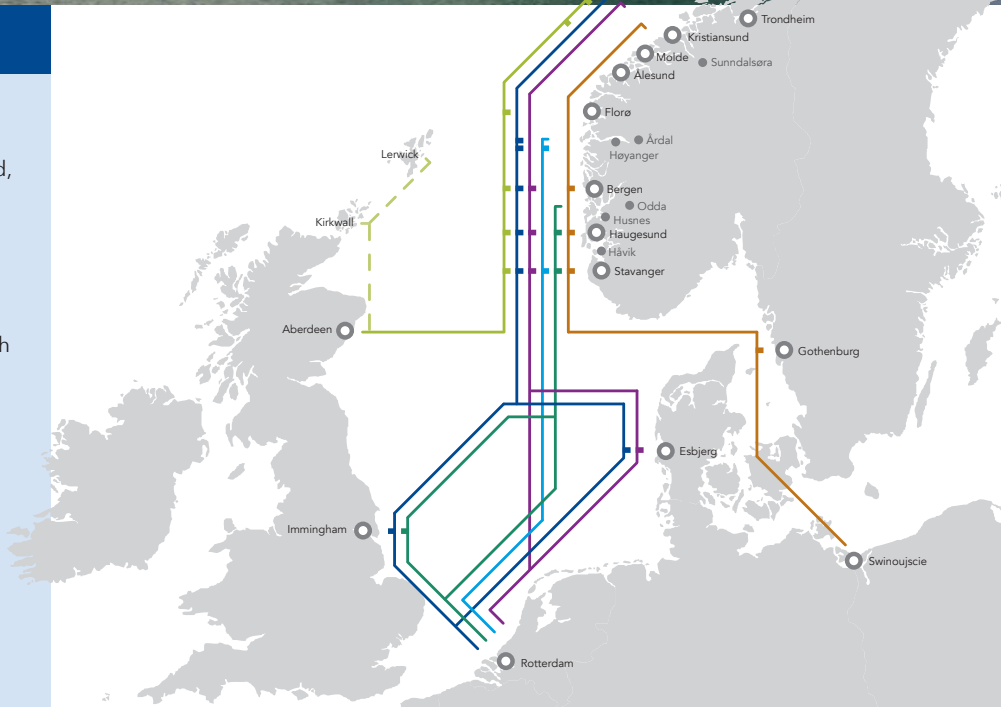 Trondheim
Kristiansund
Molde
Sunndalsøra
Ålesund
Florø
Årdal
Høyanger
Lerwick
d,
Bergen
Odda
Husnes
Kirkwall
Haugesund
Håvik
Stavanger
Aberdeen
h
Gothenburg
Esbjerg
Immingham
Swinoujscie
Rotterdam